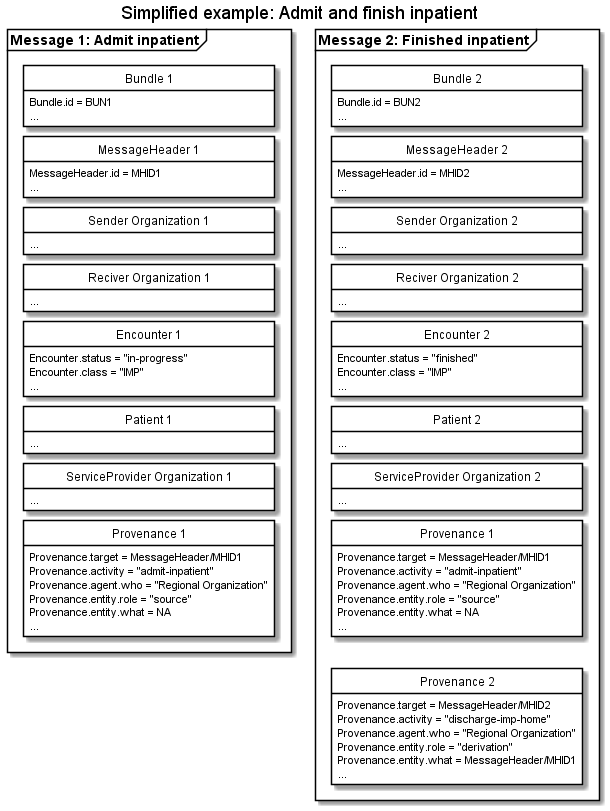 Simplified example: Admit and finish inpatient
Message 1: Admit inpatient
Bundle 1
Bundle.id = BUN1
...
MessageHeader 1
MessageHeader.id = MHID1
...
Sender Organization 1
...
Reciver Organization 1
...
Encounter 1
Encounter.status = "in-progress"
Encounter.class = "IMP"
...
Patient 1
...
ServiceProvider Organization 1
...
Provenance 1
Provenance.target = MessageHeader/MHID1
Provenance.activity = "admit-inpatient"
Provenance.agent.who = "Regional Organization"
Provenance.entity.role = "source"
Provenance.entity.what = NA
...
Message 2: Finished inpatient
Bundle 2
Bundle.id = BUN2
...
MessageHeader 2
MessageHeader.id = MHID2
...
Sender Organization 2
...
Reciver Organization 2
...
Encounter 2
Encounter.status = "finished"
Encounter.class = "IMP"
...
Patient 2
...
ServiceProvider Organization 2
...
Provenance 1
Provenance.target = MessageHeader/MHID1
Provenance.activity = "admit-inpatient"
Provenance.agent.who = "Regional Organization"
Provenance.entity.role = "source"
Provenance.entity.what = NA
...
Provenance 2
Provenance.target = MessageHeader/MHID2
Provenance.activity = "discharge-imp-home"
Provenance.agent.who = "Regional Organization"
Provenance.entity.role = "derivation"
Provenance.entity.what = MessageHeader/MHID1
...